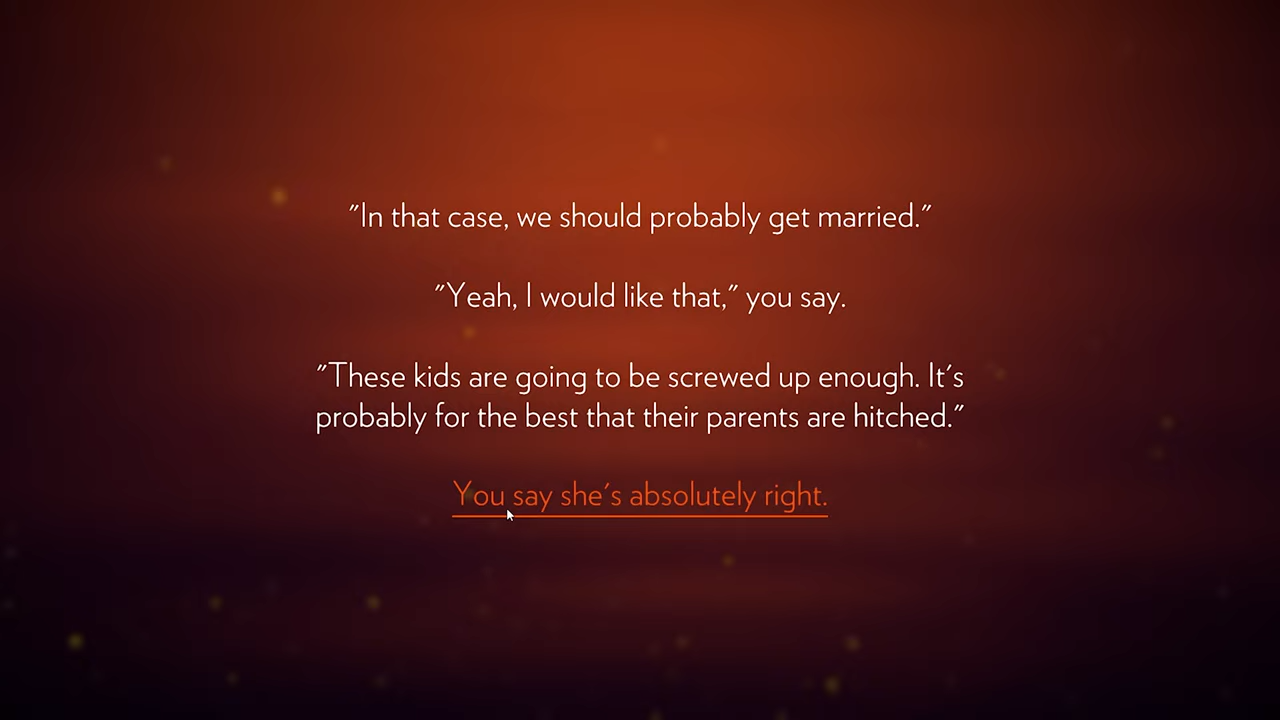 "In that case, we should probably get married."
"Yeah, I would like that," you say.
"These kids are going to be screwed up enough. It's
probably for the best that their parents are hitched."
You say she's absolutely right.